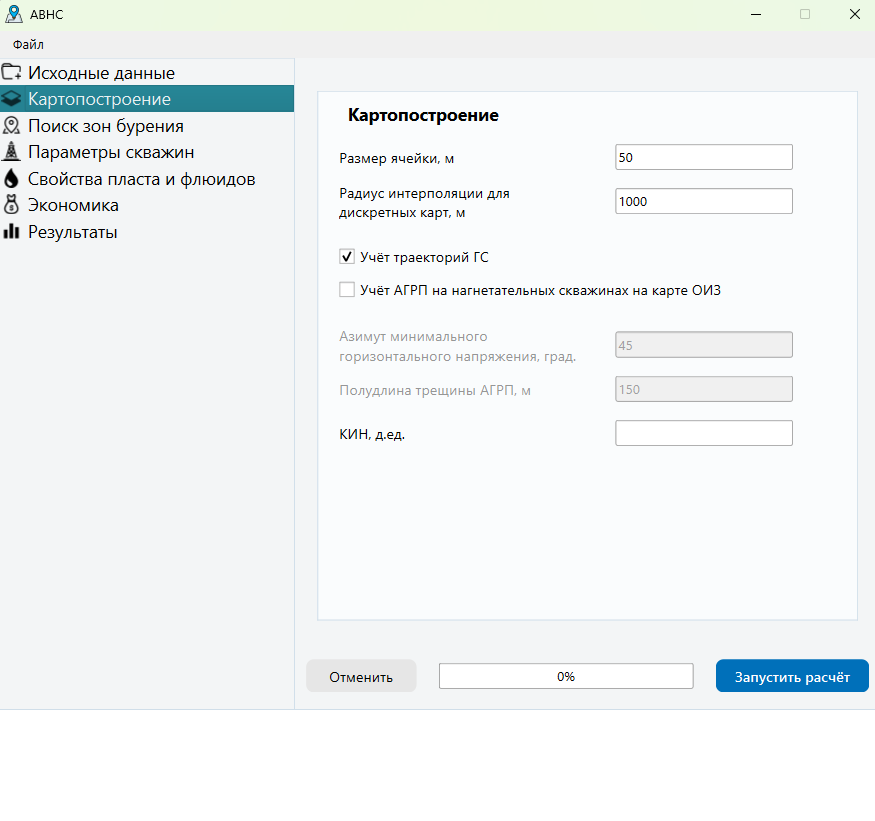 АВНС
Файл
Исходные данные
Картопостроение
Поиск зон бурения
Параметры скважин
Свойства пласта и флюидов
Экономика
Результаты
Картопостроение
Размер ячейки, м
50
Радиус интерполяции для
дискретных карт, м
1000
Учёт траекторий ГС
Учёт АГРП на нагнетательных скважинах на карте ОИЗ
Азимут минимального
горизонтального напряжения, град.
45
Полудлина трещины АГРП, м
150
КИН, д.ед.
Отменить
0%
Запустить расчёт